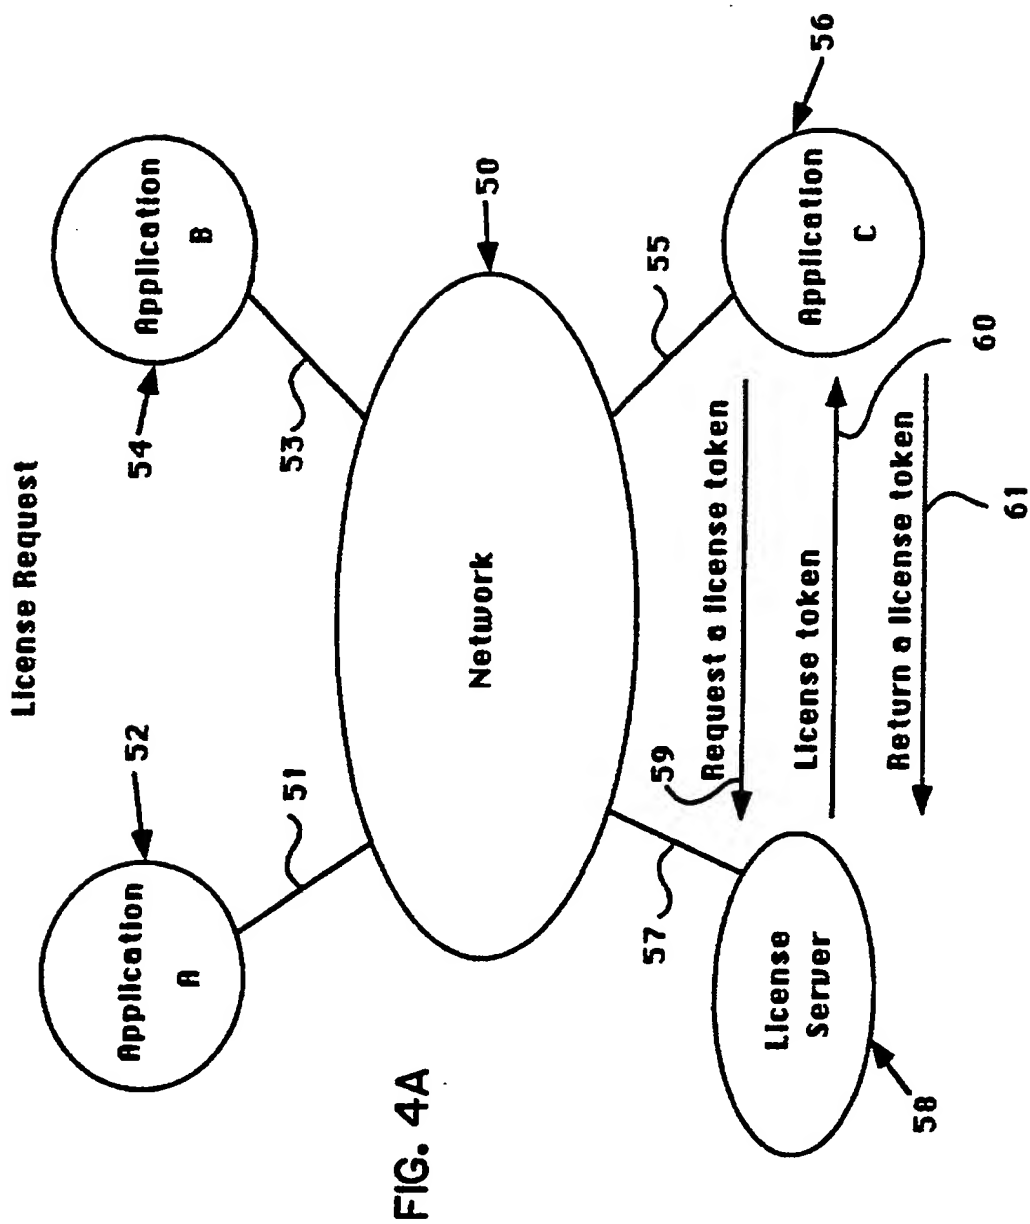 License Request
52
Application
A
51
54
Application
B
53
50
Network
57
55
59
Request a license token
License token
60
Return a license token
61
License
Server
58
Application
C
56
FIG. 4A